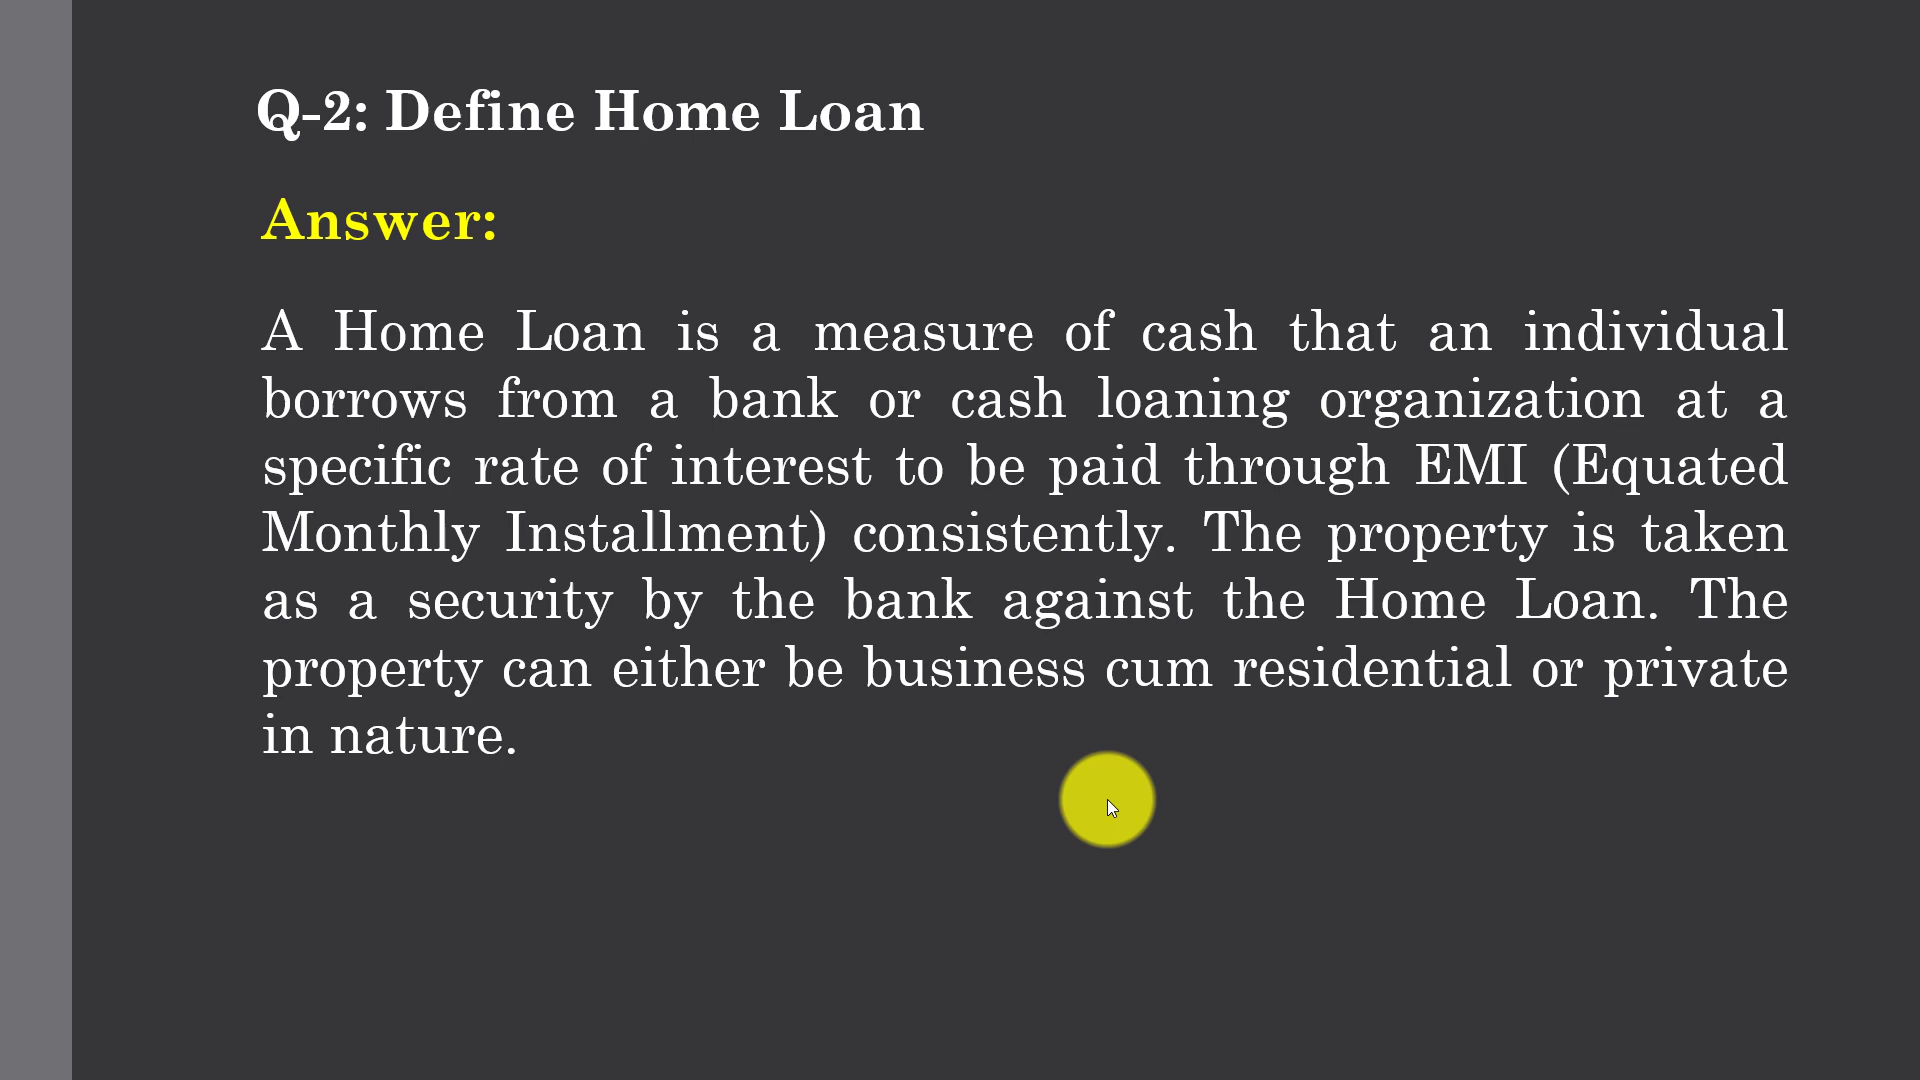 Q-2: Define Home Loan
Answer:
A Home Loan is a measure of cash that an individual
borrows from a bank or cash loaning organization at a
specific rate of interest to be paid through EMI (Equated
Monthly Installment) consistently. The property is taken
as a security by the bank against the Home Loan. The
property can either be business cum residential or private
in nature.